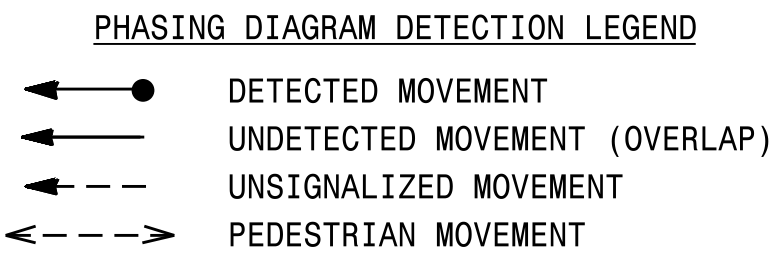 PHASING DIAGRAM DETECTION LEGEND
DETECTED MOVEMENT
UNDETECTED MOVEMENT (OVERLAP)
UNSIGNALIZED MOVEMENT
PEDESTRIAN MOVEMENT